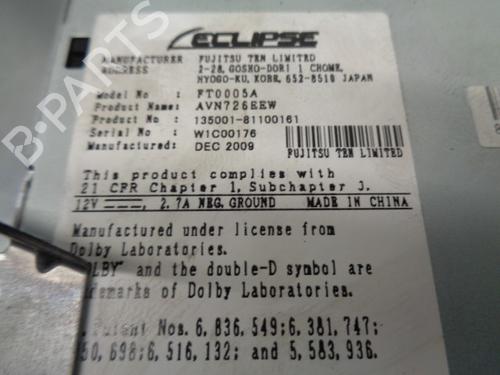 ECLIPSE
MANUFACTURER FUJITSU TEN LIMITED
ADDRESS 2-28, GOSHO-DORI 1 CHOME,
HYOGO-KU, KOBE, 652-8510 JAPAN
Model No : FT0005A
Product Name: AVN726EEW
Product No : 135001-81100161
Serial No : W1C00176
Manufactured: DEC 2009
FUJITSU TEN LIMITED
This product complies with
21 CFR Chapter 1, Subchapter J.
12V 2.7A NEG. GROUND MADE IN CHINA
Manufactured under license from
Dolby Laboratories.
and the double-D symbol are
of Dolby Laboratories.
Nos. 6,836,549;6,381,747;
6,516,132; and 5,583,936.